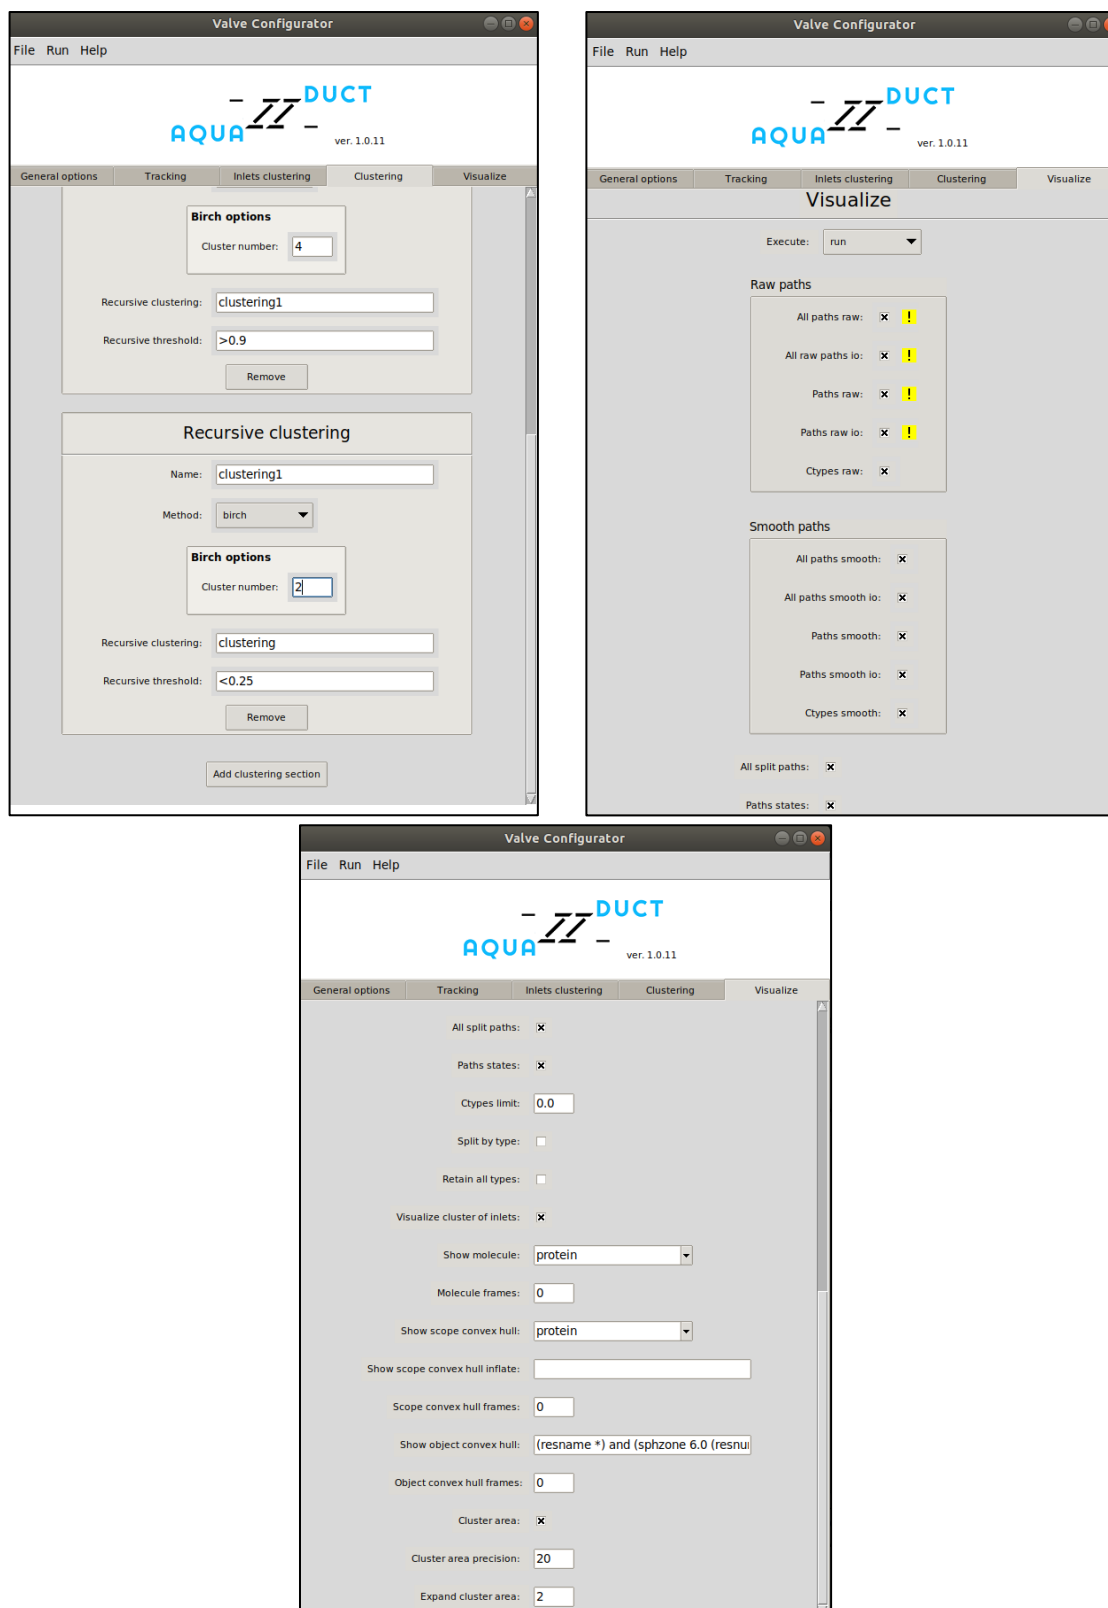 Valve Configurator
File Run Help
AQUA DUCT
ver. 1.0.11
General options Tracking Inlets clustering Clustering Visualize
Birch options
Cluster number: 4
Recursive clustering: clustering1
Recursive threshold: >0.9
Remove
Recursive clustering
Name: clustering1
Method: birch
Birch options
Cluster number: 2
Recursive clustering: clustering
Recursive threshold: <0.25
Remove
Add clustering section
Valve Configurator
File Run Help
AQUA DUCT
ver. 1.0.11
General options Tracking Inlets clustering Clustering Visualize
Visualize
Execute: run
Raw paths
All paths raw: !
All raw paths io: !
Paths raw: !
Paths raw io: !
Ctypes raw:
Smooth paths
All paths smooth:
All paths smooth io:
Paths smooth:
Paths smooth io:
Ctypes smooth:
All split paths:
Paths states:
Valve Configurator
File Run Help
AQUA DUCT
ver. 1.0.11
General options Tracking Inlets clustering Clustering Visualize
All split paths:
Paths states:
Ctypes limit: 0.0
Split by type:
Retain all types:
Visualize cluster of inlets:
Show molecule: protein
Molecule frames: 0
Show scope convex hull: protein
Show scope convex hull inflate:
Scope convex hull frames: 0
Show object convex hull: (resname *) and (sphzone 6.0 (resnu
Object convex hull frames: 0
Cluster area:
Cluster area precision: 20
Expand cluster area: 2